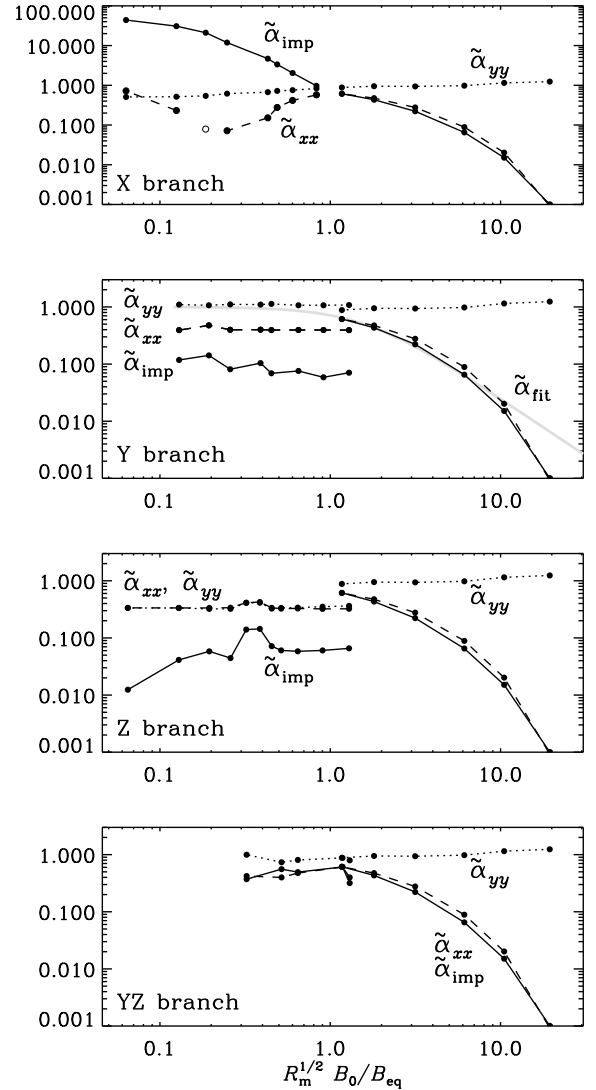 100.000
10.000
1.000
0.100
0.010
0.001
α̃imp
α̃yy
α̃xx
X branch
0.1 1.0 10.0
1.000
0.100
0.010
0.001
α̃yy
α̃xx
α̃imp
α̃fit
Y branch
0.1 1.0 10.0
1.000
0.100
0.010
0.001
α̃xx, α̃yy
α̃yy
α̃imp
Z branch
0.1 1.0 10.0
1.000
0.100
0.010
0.001
α̃yy
α̃xx
α̃imp
YZ branch
0.1 1.0 10.0
Rm1/2 B0/Beq